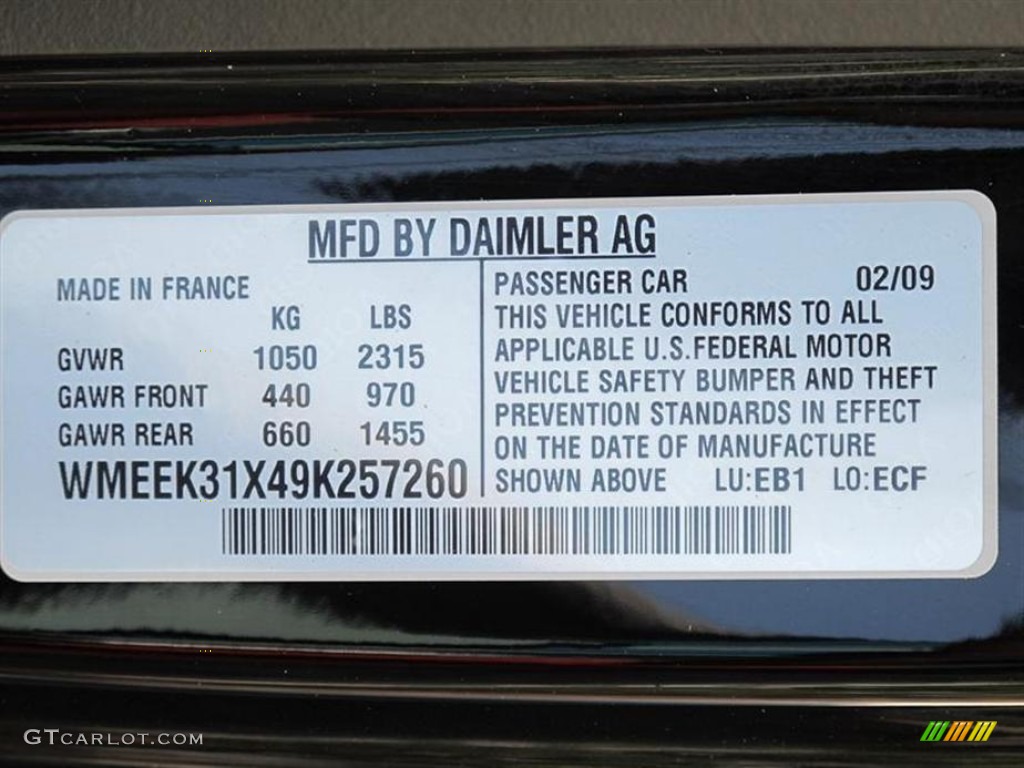 MFD BY DAIMLER AG
MADE IN FRANCE
KG LBS
GVWR 1050 2315
GAWR FRONT 440 970
GAWR REAR 660 1455
WMEEK31X49K257260
PASSENGER CAR 02/09
THIS VEHICLE CONFORMS TO ALL
APPLICABLE U.S.FEDERAL MOTOR
VEHICLE SAFETY BUMPER AND THEFT
PREVENTION STANDARDS IN EFFECT
ON THE DATE OF MANUFACTURE
SHOWN ABOVE LU:EB1 LO:ECF
GTCARLOT.COM